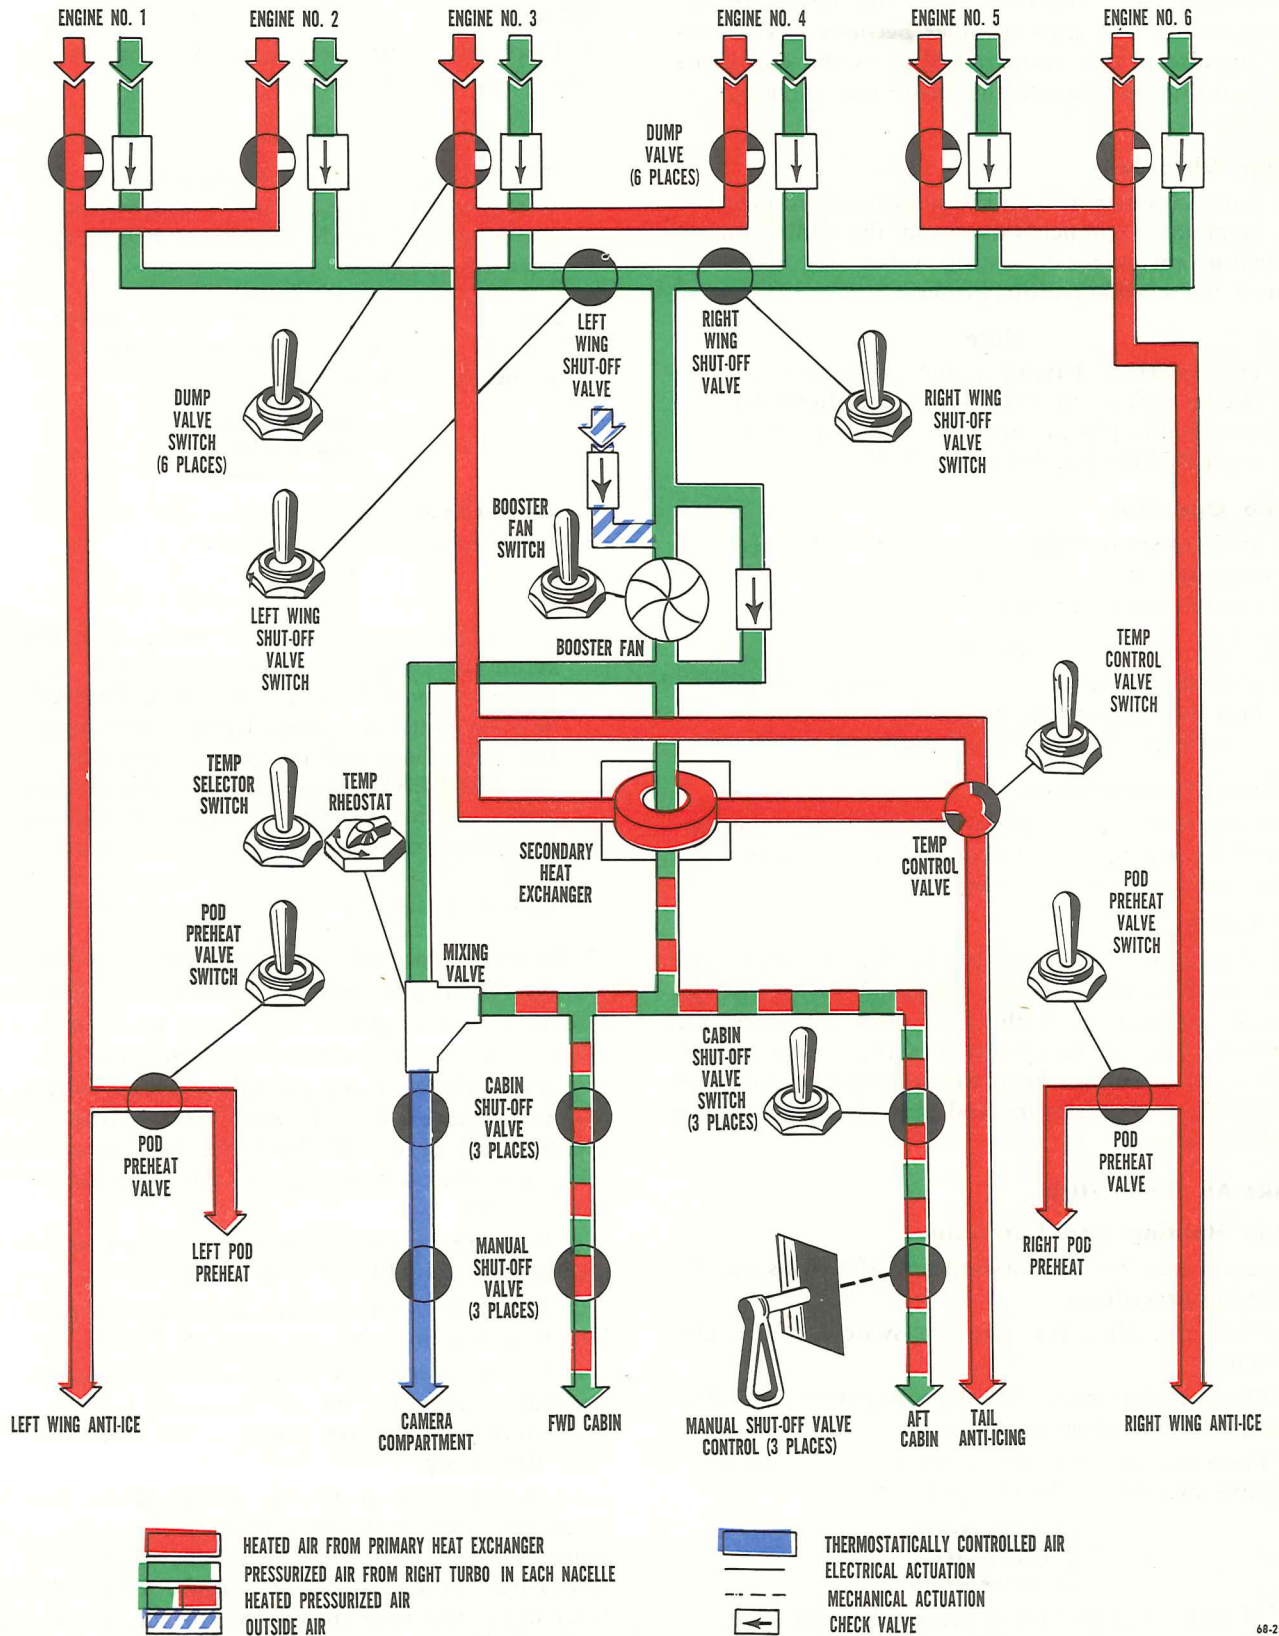 ENGINE NO. 1
ENGINE NO. 2
ENGINE NO. 3
ENGINE NO. 4
ENGINE NO. 5
ENGINE NO. 6
DUMP
VALVE
(6 PLACES)
LEFT
WING
SHUT-OFF
VALVE
RIGHT
WING
SHUT-OFF
VALVE
DUMP
VALVE
SWITCH
(6 PLACES)
RIGHT WING
SHUT-OFF
VALVE
SWITCH
BOOSTER
FAN
SWITCH
LEFT WING
SHUT-OFF
VALVE
SWITCH
BOOSTER FAN
TEMP
CONTROL
VALVE
SWITCH
TEMP
SELECTOR
SWITCH
TEMP
RHEOSTAT
SECONDARY
HEAT
EXCHANGER
TEMP
CONTROL
VALVE
POD
PREHEAT
VALVE
SWITCH
POD
PREHEAT
VALVE
SWITCH
MIXING
VALVE
CABIN
SHUT-OFF
VALVE
SWITCH
(3 PLACES)
CABIN
SHUT-OFF
VALVE
(3 PLACES)
POD
PREHEAT
VALVE
POD
PREHEAT
VALVE
LEFT POD
PREHEAT
MANUAL
SHUT-OFF
VALVE
(3 PLACES)
RIGHT POD
PREHEAT
LEFT WING ANTI-ICE
CAMERA
COMPARTMENT
FWD CABIN
MANUAL SHUT-OFF VALVE
CONTROL (3 PLACES)
AFT
CABIN
TAIL
ANTI-ICING
RIGHT WING ANTI-ICE
HEATED AIR FROM PRIMARY HEAT EXCHANGER
PRESSURIZED AIR FROM RIGHT TURBO IN EACH NACELLE
HEATED PRESSURIZED AIR
OUTSIDE AIR
THERMOSTATICALLY CONTROLLED AIR
ELECTRICAL ACTUATION
MECHANICAL ACTUATION
CHECK VALVE
68-2